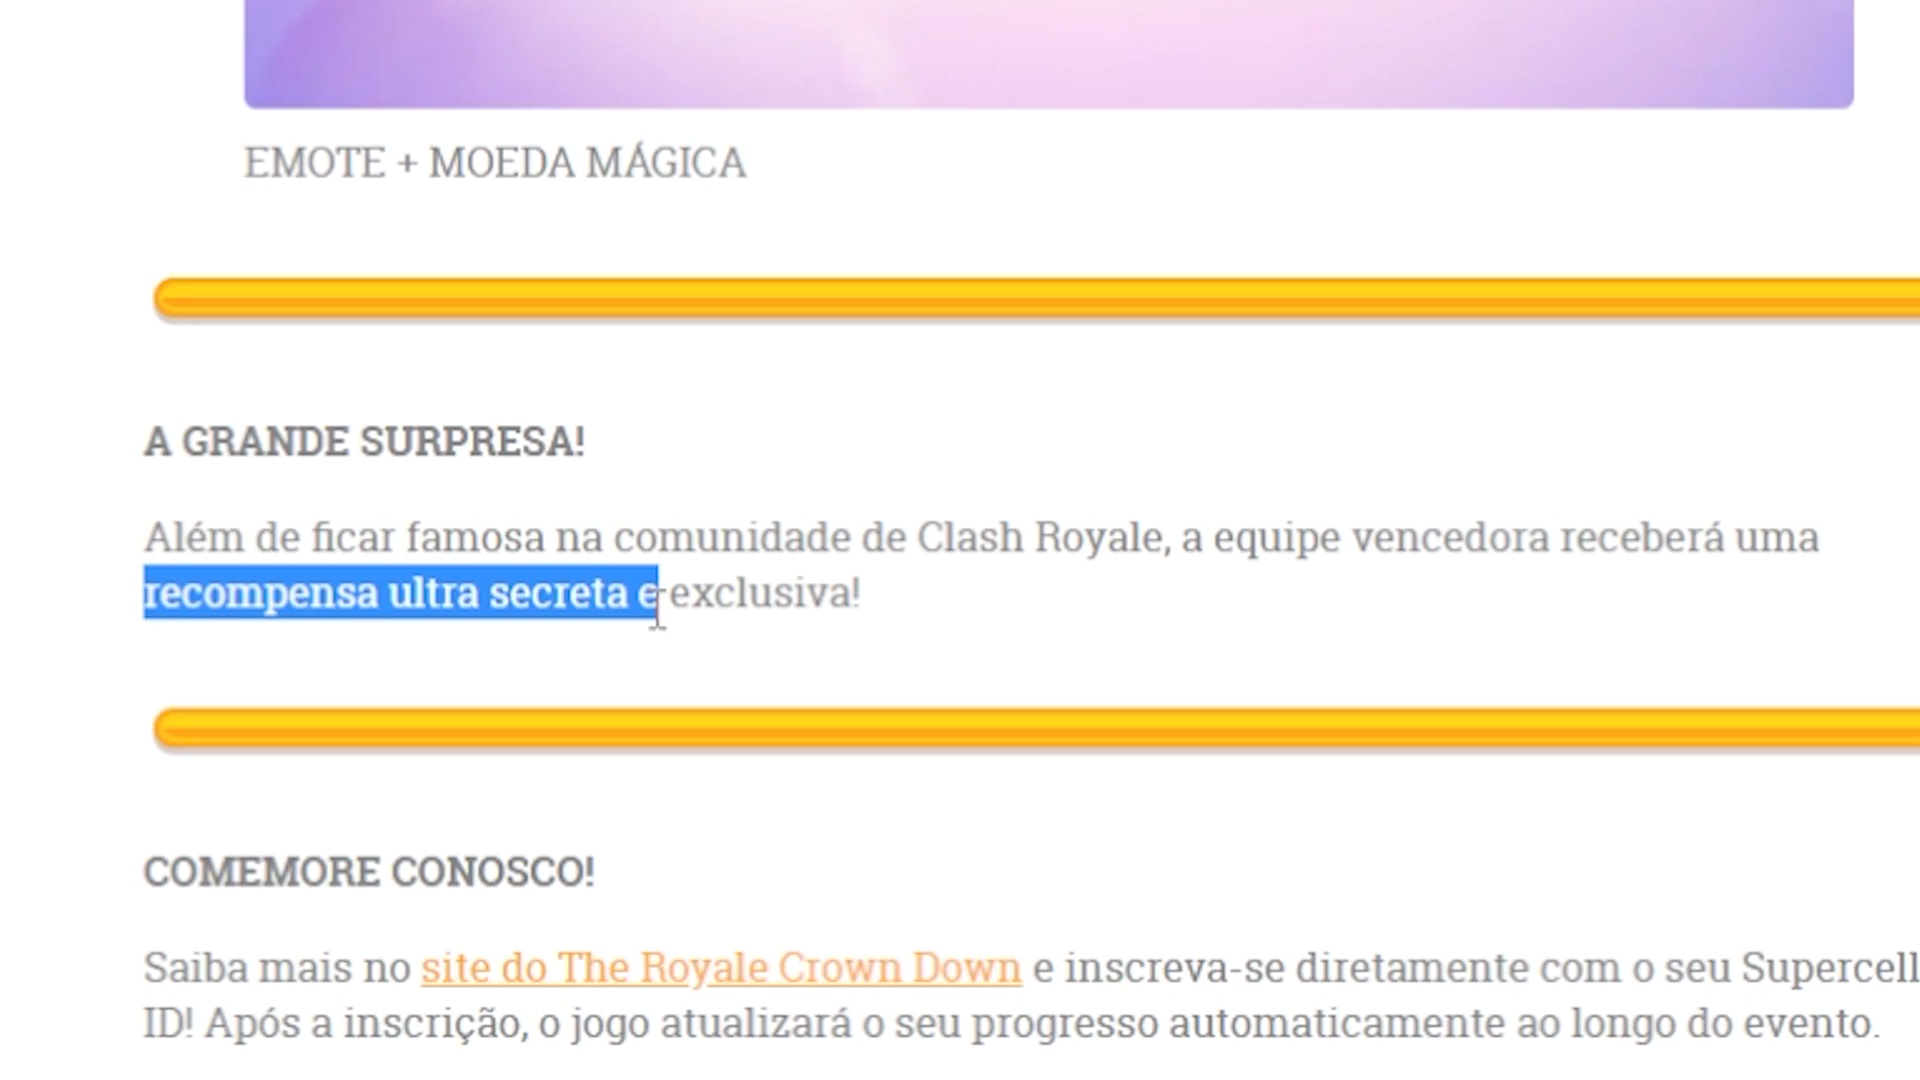 EMOTE + MOEDA MÁGICA
A GRANDE SURPRESA!
Além de ficar famosa na comunidade de Clash Royale, a equipe vencedora receberá uma
recompensa ultra secreta e exclusiva!
COMEMORE CONOSCO!
Saiba mais no site do The Royale Crown Down e inscreva-se diretamente com o seu Supercell
ID! Após a inscrição, o jogo atualizará o seu progresso automaticamente ao longo do evento.